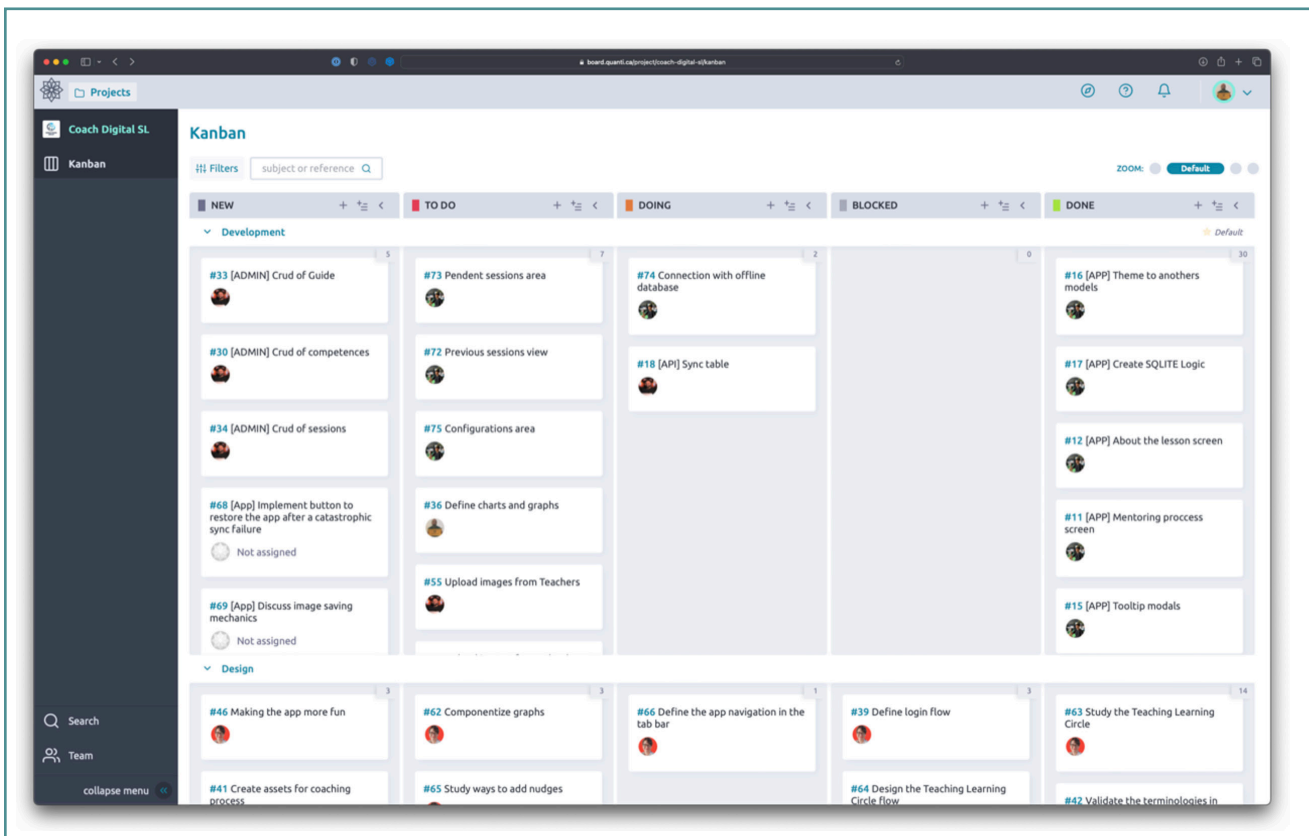 board.quanti.ca/project/coach-digital-sl/kanban
Projects
Coach Digital SL
Kanban
Search
Team
collapse menu
Kanban
Filters
subject or reference
ZOOM:
Default
NEW
TO DO
DOING
BLOCKED
DONE
Development
Default
5
#33 [ADMIN] Crud of Guide
#30 [ADMIN] Crud of competences
#34 [ADMIN] Crud of sessions
#68 [App] Implement button to
restore the app after a catastrophic
sync failure
Not assigned
#69 [App] Discuss image saving
mechanics
Not assigned
7
#73 Pendent sessions area
#72 Previous sessions view
#75 Configurations area
#36 Define charts and graphs
#55 Upload images from Teachers
2
#74 Connection with offline
database
#18 [API] Sync table
0
30
#16 [APP] Theme to anothers
models
#17 [APP] Create SQLITE Logic
#12 [APP] About the lesson screen
#11 [APP] Mentoring proccess
screen
#15 [APP] Tooltip modals
Design
3
#46 Making the app more fun
#41 Create assets for coaching
process
3
#62 Componentize graphs
#65 Study ways to add nudges
1
#66 Define the app navigation in the
tab bar
3
#39 Define login flow
#64 Design the Teaching Learning
Circle flow
14
#63 Study the Teaching Learning
Circle
#42 Validate the terminologies in